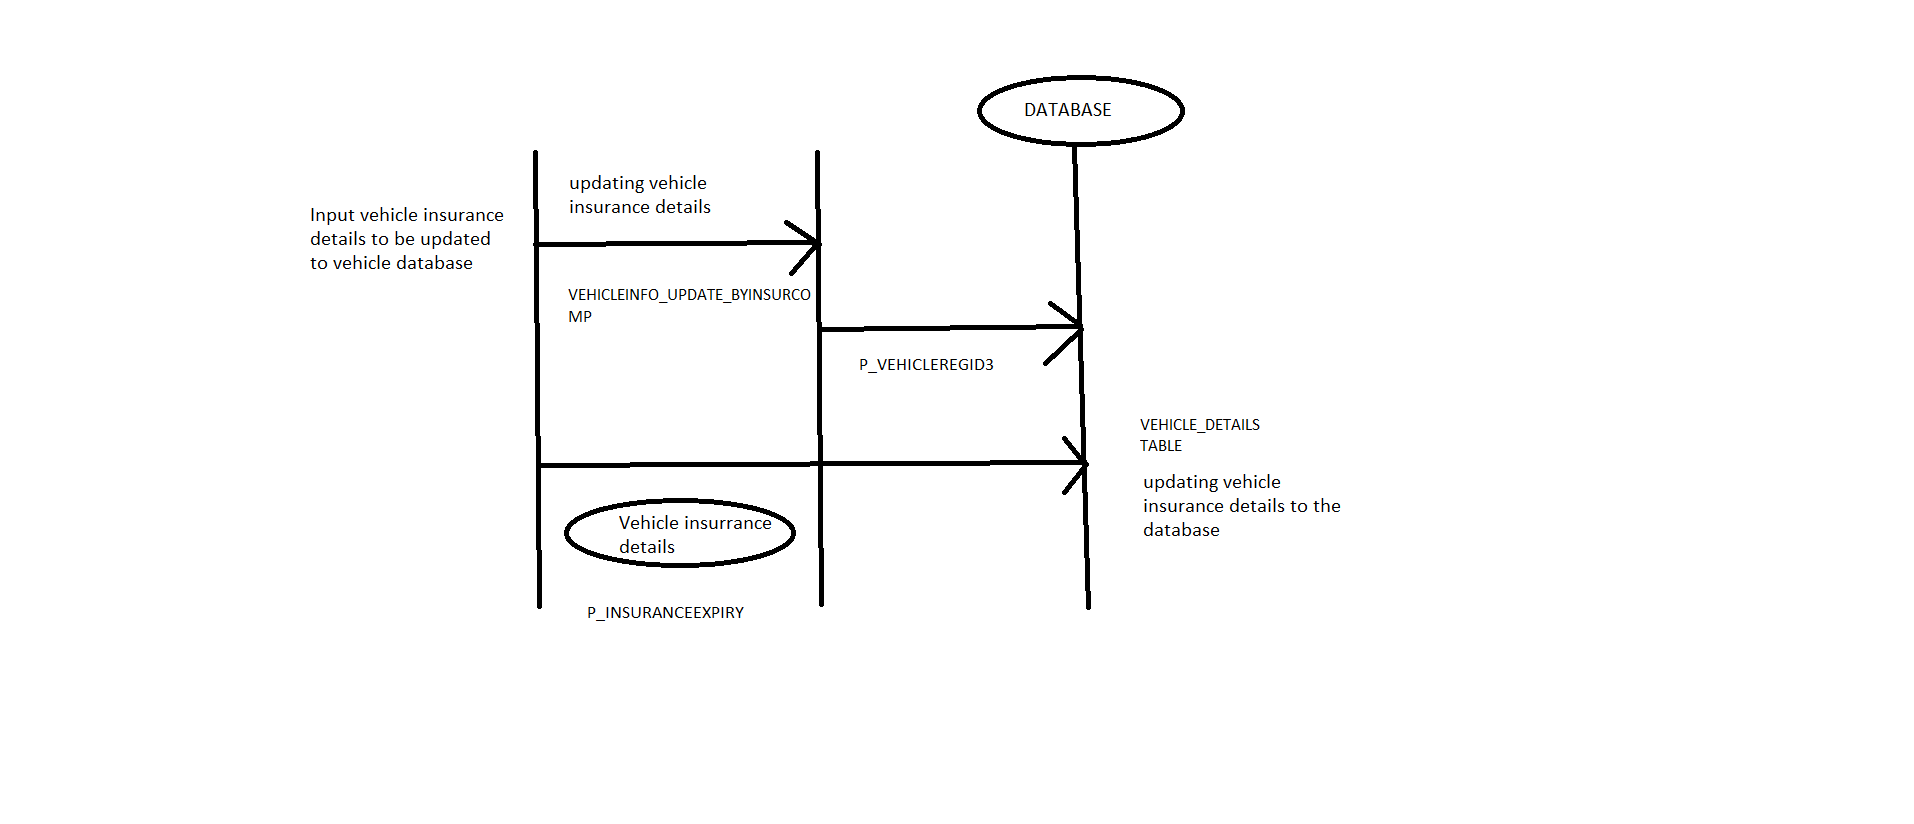 DATABASE
updating vehicle
insurance details
Input vehicle insurance
details to be updated
to vehicle database
VEHICLEINFO_UPDATE_BYINSURCO
MP
P_VEHICLEREGID3
VEHICLE_DETAILS
TABLE
updating vehicle
insurance details to the
database
Vehicle insurrance
details
P_INSURANCEEXPIRY